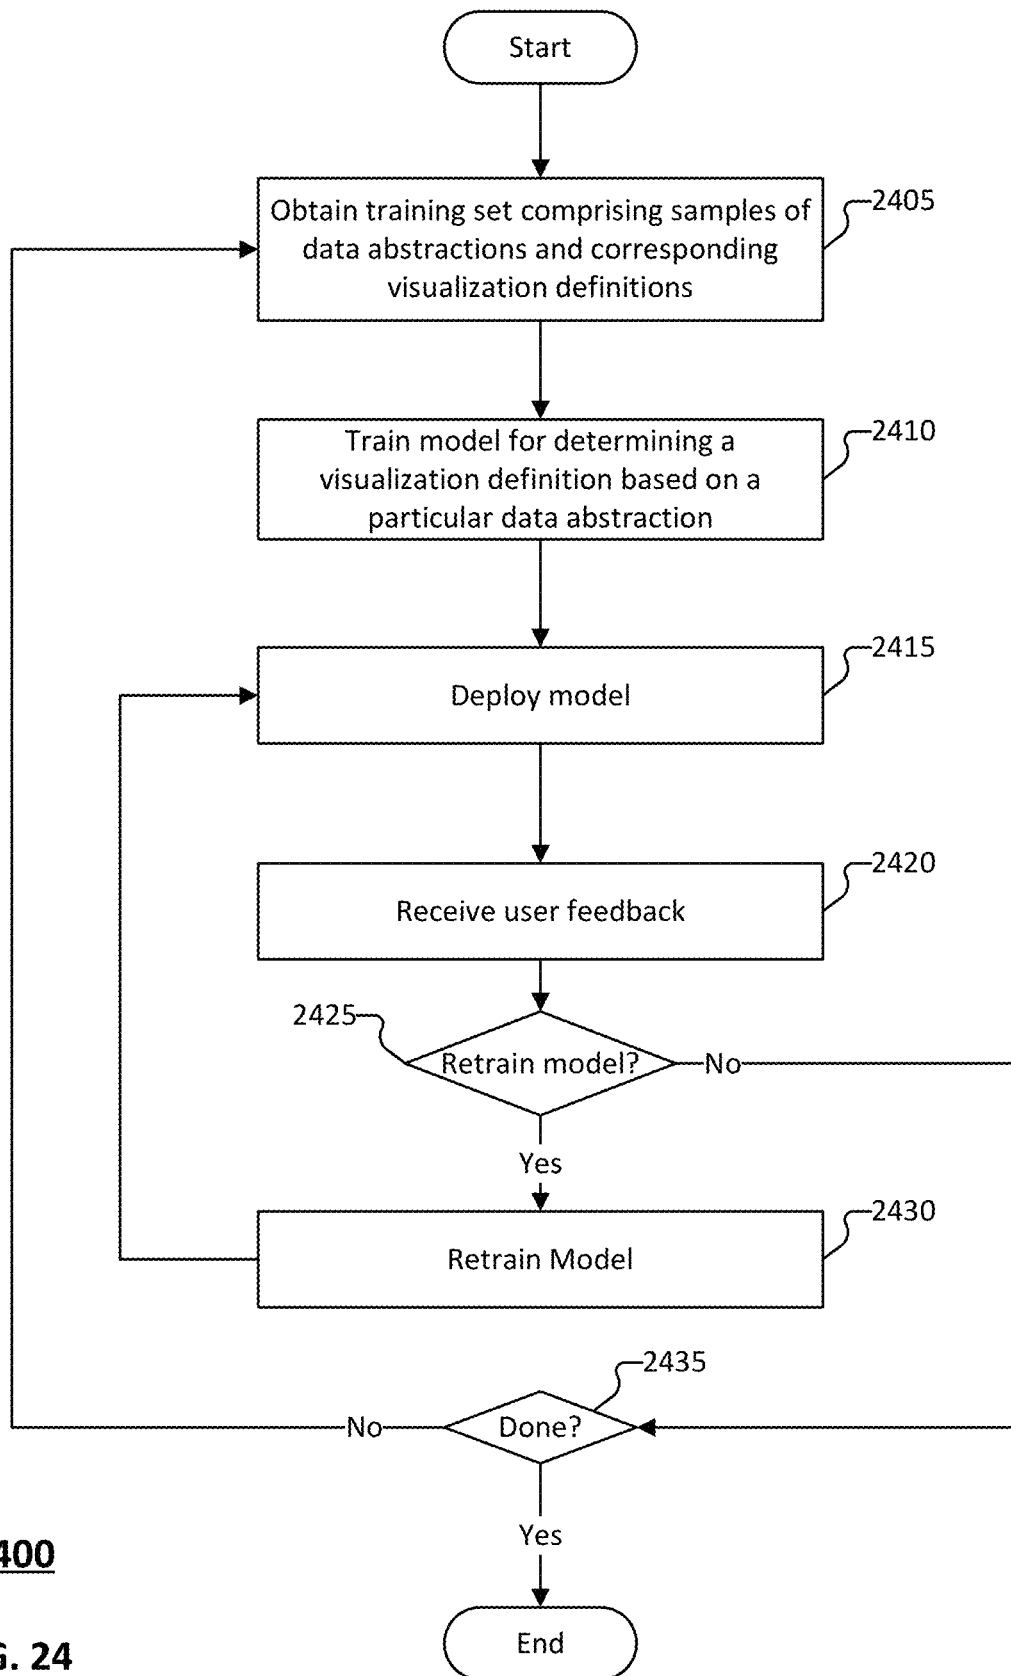 Start
Obtain training set comprising samples of
data abstractions and corresponding
visualization definitions
2405
Train model for determining a
visualization definition based on a
particular data abstraction
2410
Deploy model
2415
Receive user feedback
2420
2425
Retrain model?
No
Yes
Retrain Model
2430
2435
No
Done?
Yes
400
End
G. 24